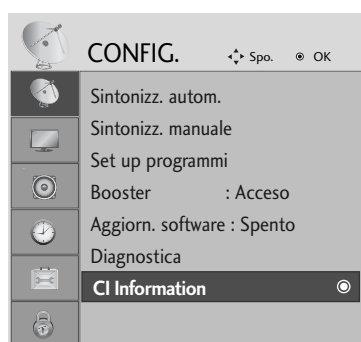 CONFIG. Spo. OK
Sintonizz. autom.
Sintonizz. manuale
Set up programmi
Booster : Acceso
Aggiorn. software : Spento
Diagnostica
CI Information